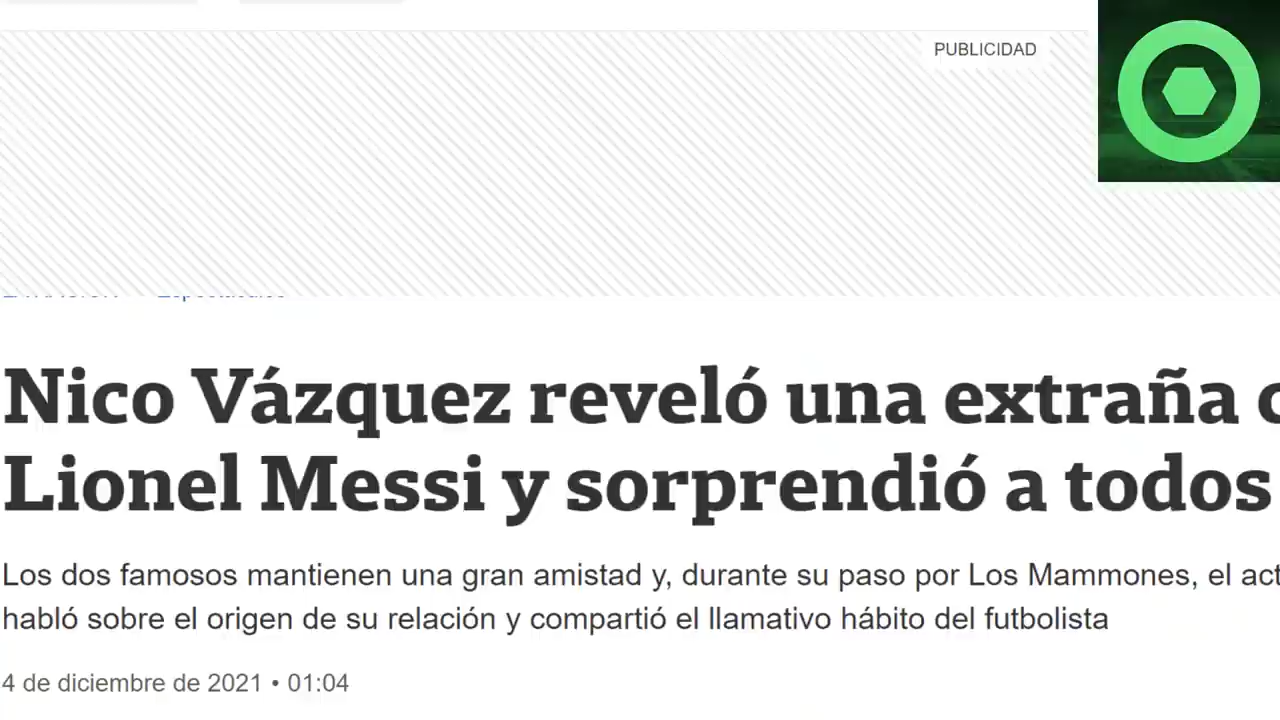 PUBLICIDAD
Espectáculos
Nico Vázquez reveló una extraña
Lionel Messi y sorprendió a todos
Los dos famosos mantienen una gran amistad y, durante su paso por Los Mammones, el
habló sobre el origen de su relación y compartió el llamativo hábito del futbolista
4 de diciembre de 2021 • 01:04